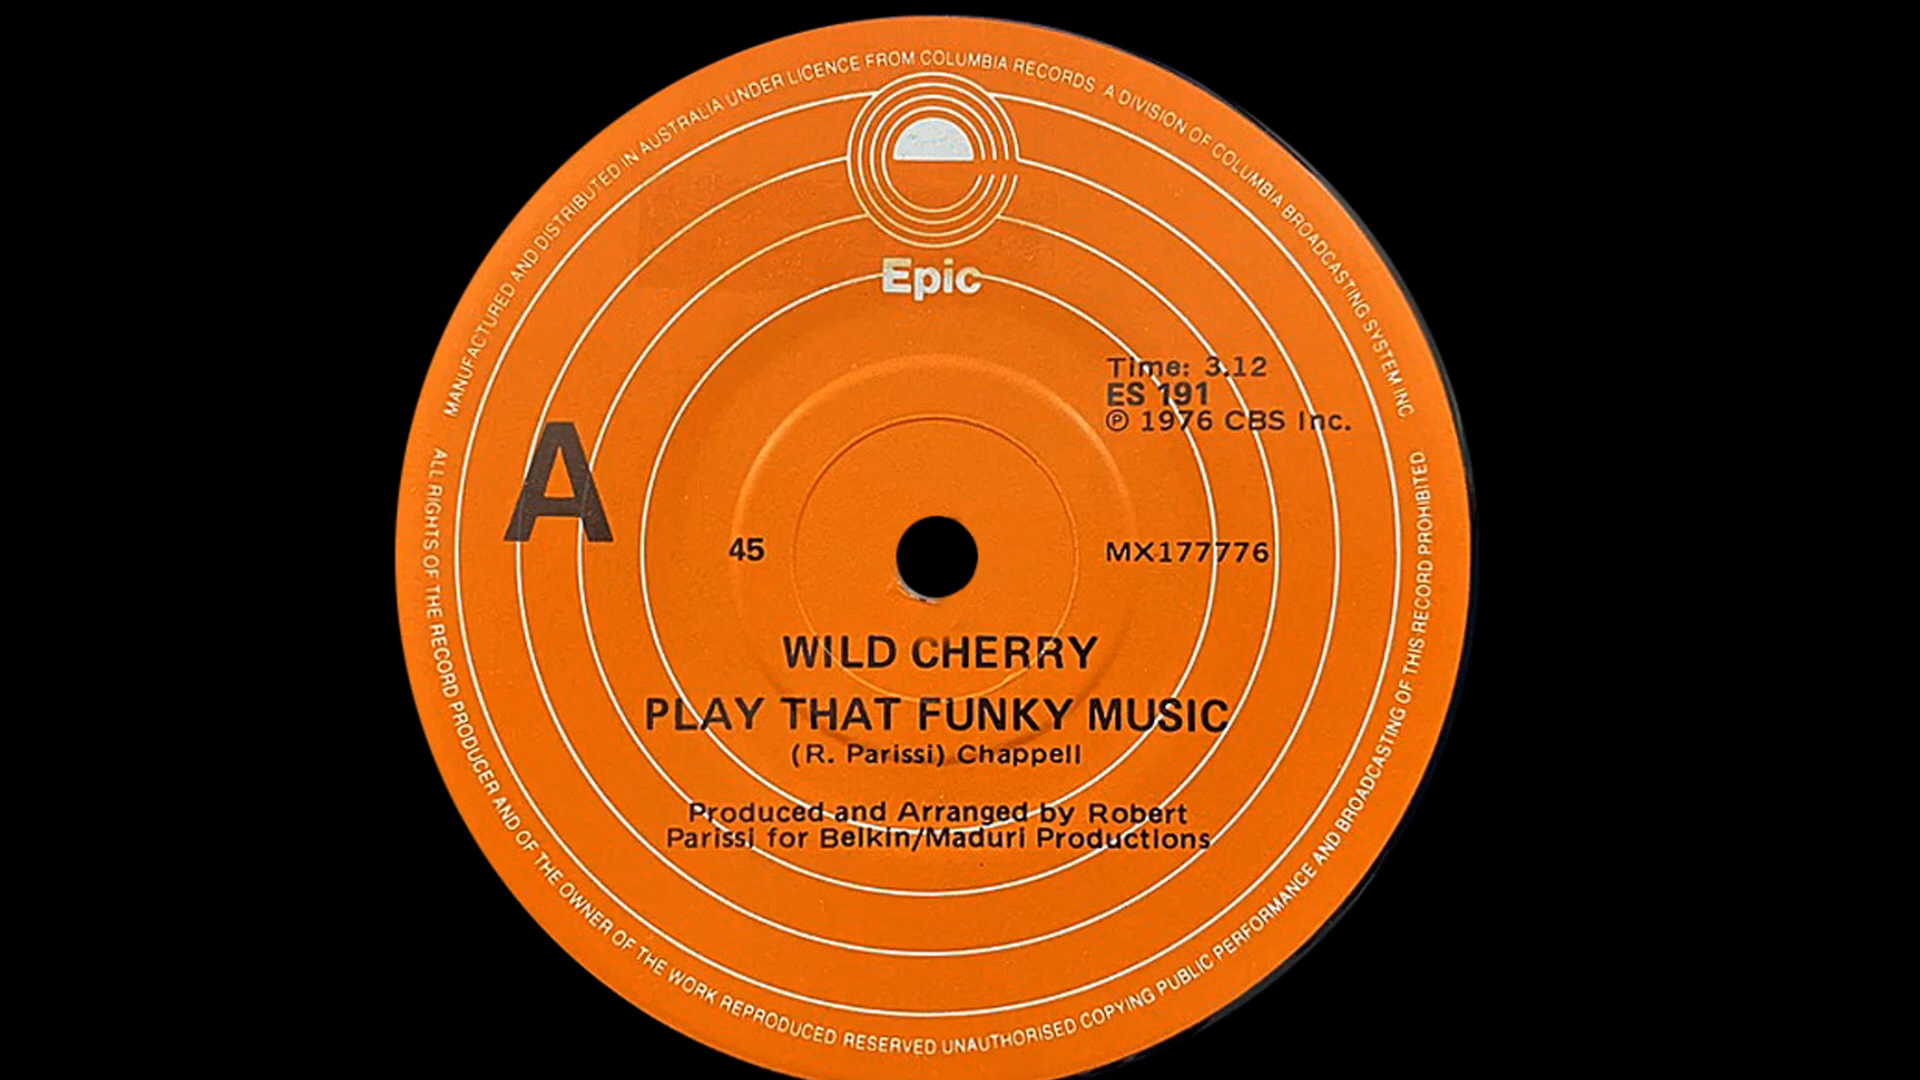 MANUFACTURED AND DISTRIBUTED IN AUSTRALIA UNDER LICENCE FROM COLUMBIA RECORDS A DIVISION OF COLUMBIA BROADCASTING SYSTEM INC
Epic
Time: 3.12
ES 191
℗ 1976 CBS Inc.
A
45
MX177776
WILD CHERRY
PLAY THAT FUNKY MUSIC
(R. Parissi) Chappell
Produced and Arranged by Robert
Parissi for Belkin/Maduri Productions
ALL RIGHTS OF THE RECORD PRODUCER AND OF THE OWNER OF THE WORK REPRODUCED RESERVED UNAUTHORISED COPYING PUBLIC PERFORMANCE AND BROADCASTING OF THIS RECORD PROHIBITED